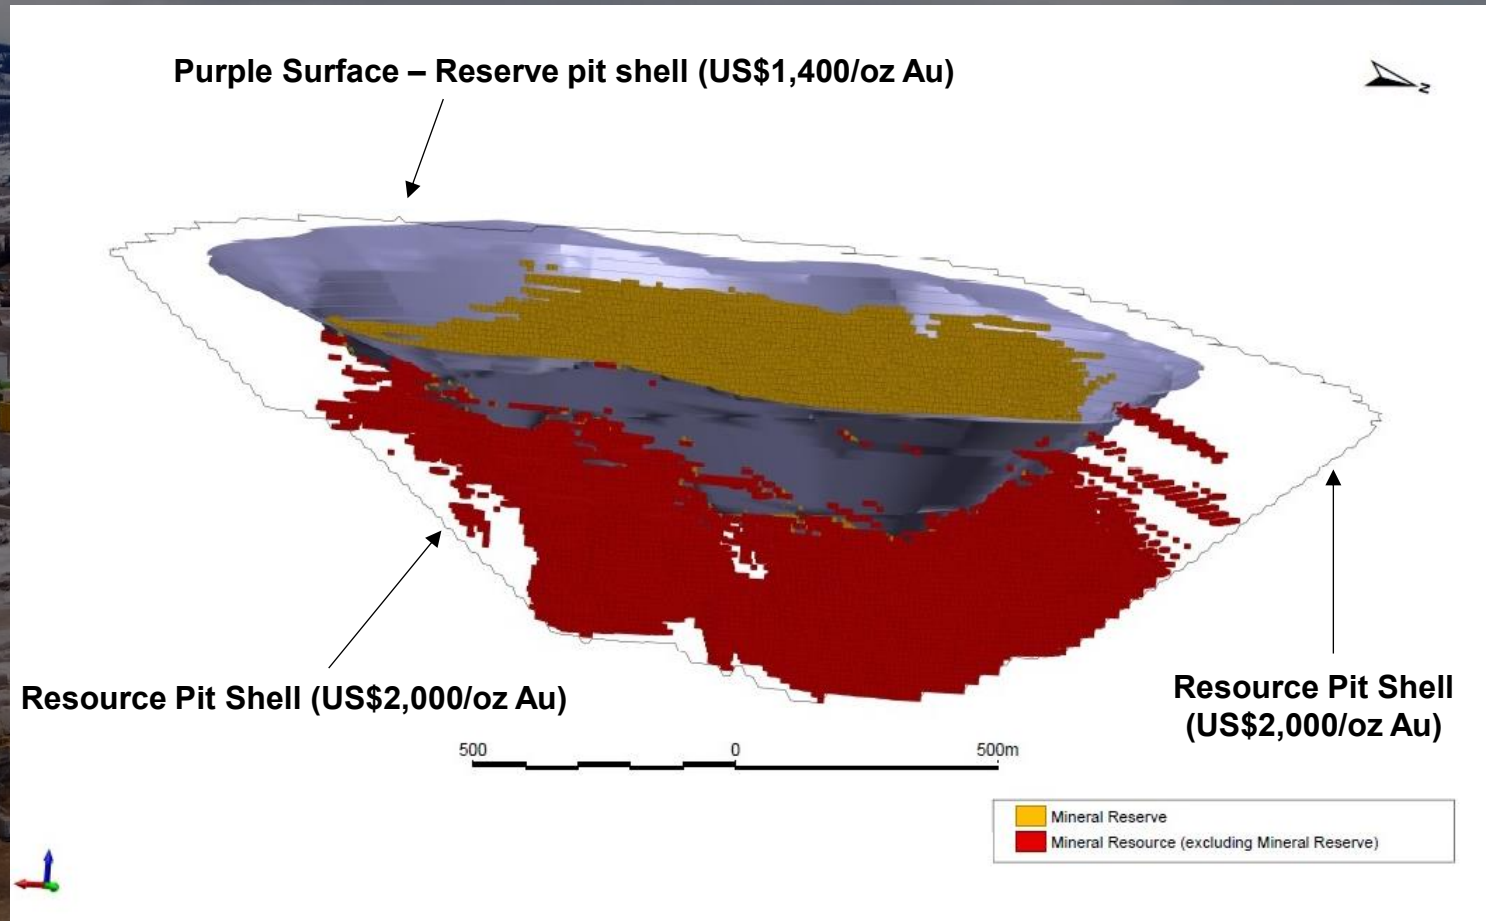 Purple Surface – Reserve pit shell (US$1,400/oz Au)
N
Resource Pit Shell (US$2,000/oz Au)
Resource Pit Shell
(US$2,000/oz Au)
500 0 500m
Mineral Reserve
Mineral Resource (excluding Mineral Reserve)